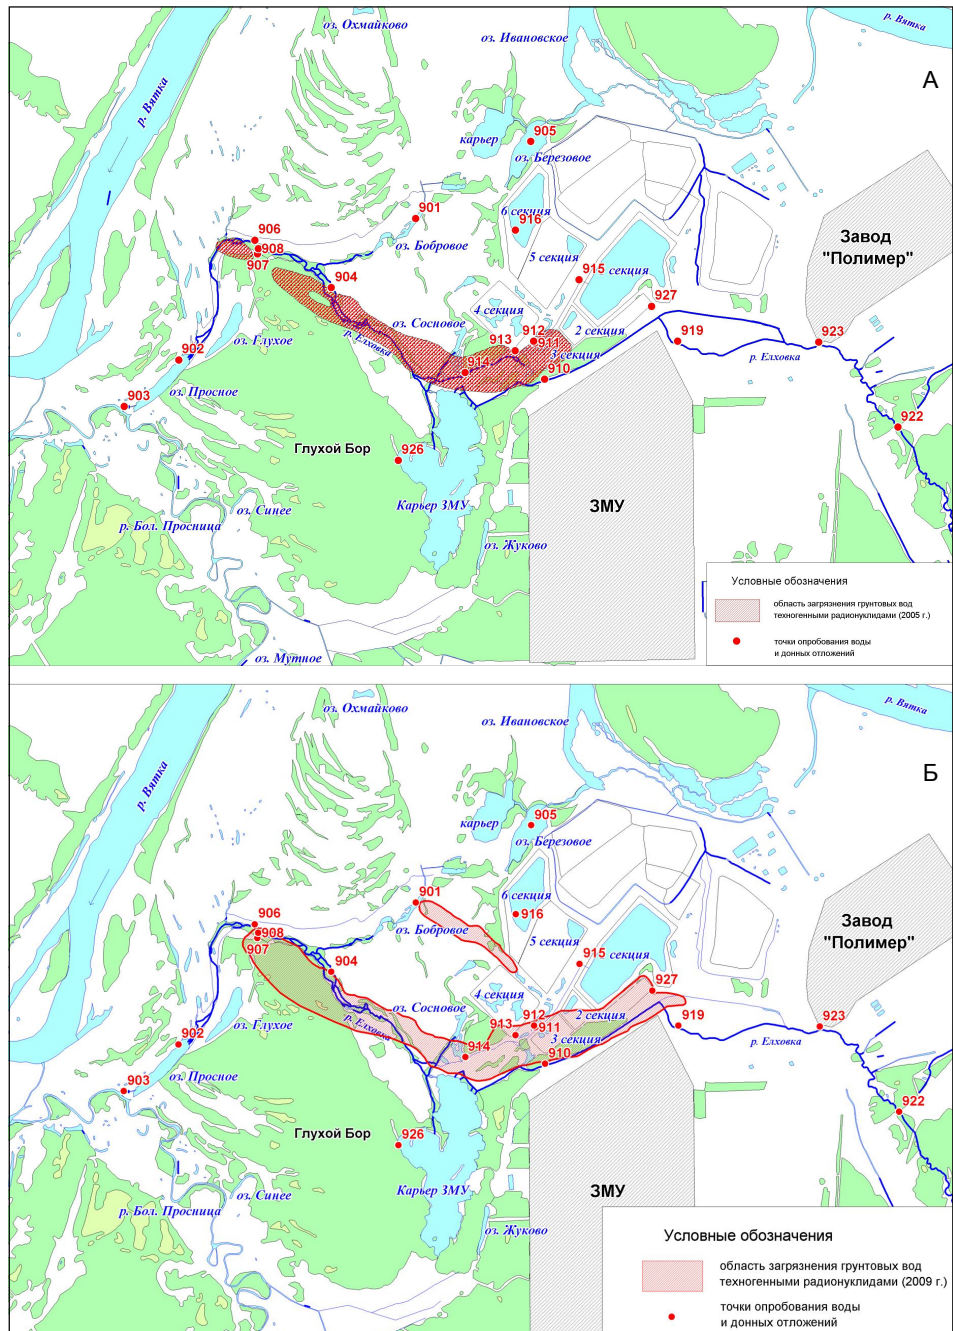 оз. Охмайково
р. Вятка
оз. Ивановское
А
р. Вятка
905
карьер
оз. Березовое
901
6 секция
916
906
908
907
оз. Бобровое
5 секция
Завод
"Полимер"
904
915
секция
927
4 секция
оз. Сосновое
912
2 секция
919
923
р. Елховка
913
911
3 секция
р. Елховка
оз. Глухое
902
914
910
оз. Просное
903
922
Глухой Бор
926
Карьер ЗМУ
ЗМУ
оз. Синее
р. Бол. Просница
оз. Жуково
оз. Мутное
Условные обозначения
область загрязнения грунтовых вод
техногенными радионуклидами (2005 г.)
точки опробования воды
и донных отложений
оз. Охмайково
р. Вятка
оз. Ивановское
Б
р. Вятка
905
карьер
оз. Березовое
901
6 секция
916
906
908
907
оз. Бобровое
5 секция
Завод
"Полимер"
904
915
секция
927
4 секция
оз. Сосновое
912
2 секция
919
923
р. Елховка
913
911
3 секция
р. Елховка
оз. Глухое
902
914
910
оз. Просное
903
922
Глухой Бор
926
Карьер ЗМУ
ЗМУ
оз. Синее
р. Бол. Просница
оз. Жуково
Условные обозначения
область загрязнения грунтовых вод
техногенными радионуклидами (2009 г.)
точки опробования воды
и донных отложений